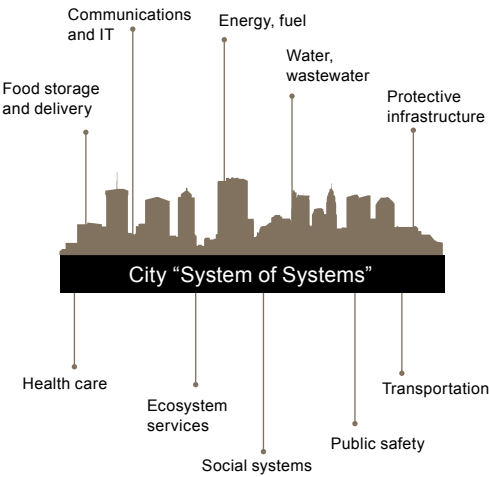 Communications
and IT
Energy, fuel
Water,
wastewater
Food storage
and delivery
Protective
infrastructure
City “System of Systems”
Health care
Ecosystem
services
Social systems
Public safety
Transportation